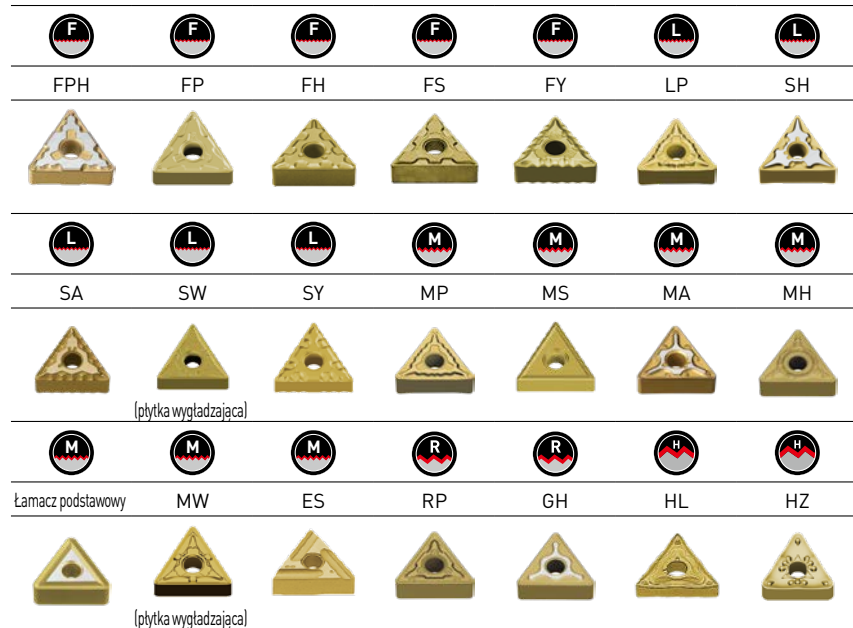 F F F F F L L
FPH FP FH FS FY LP SH
L L L M M M M
SA SW SY MP MS MA MH
(płytka wygładzająca)
M M M R R H H
Łamacz podstawowy MW ES RP GH HL HZ
(płytka wygładzająca)